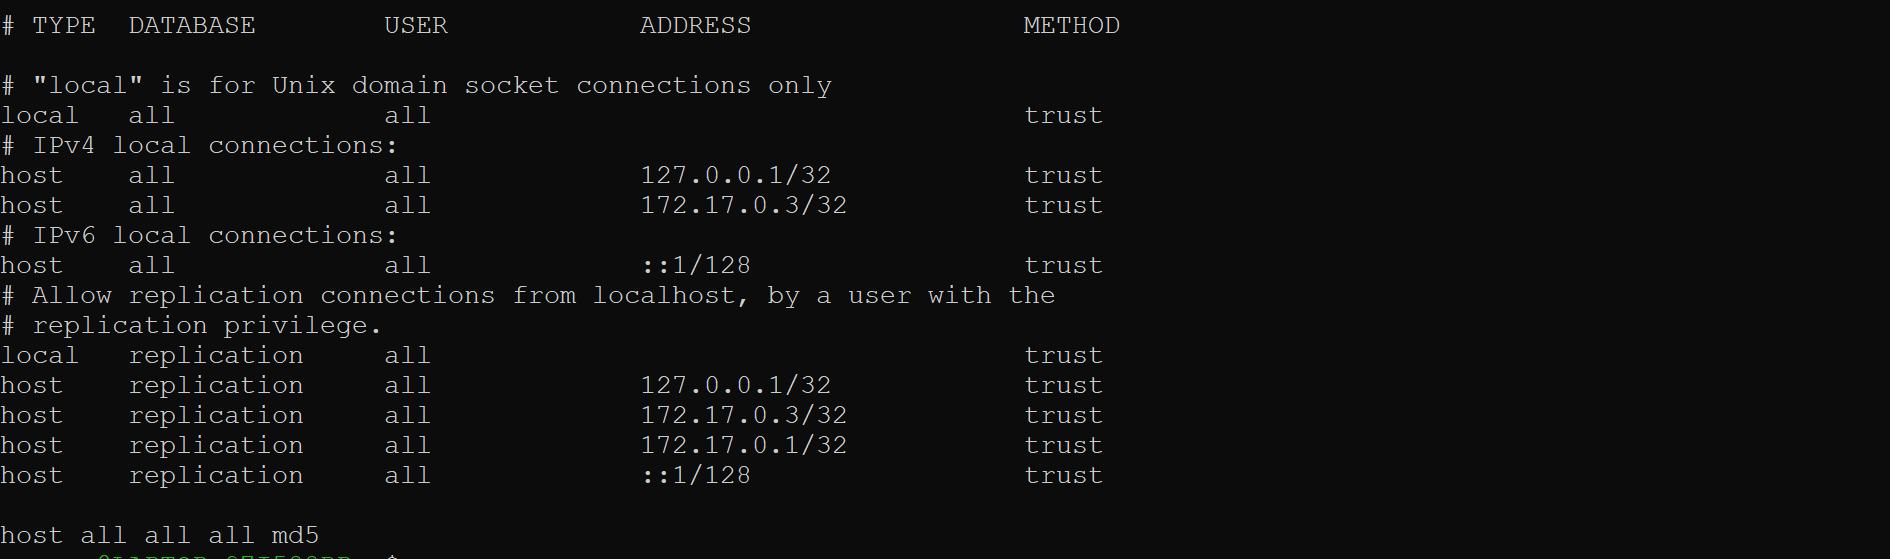 # TYPE  DATABASE        USER            ADDRESS                 METHOD
# "local" is for Unix domain socket connections only
local   all             all                                     trust
# IPv4 local connections:
host    all             all             127.0.0.1/32            trust
host    all             all             172.17.0.3/32           trust
# IPv6 local connections:
host    all             all             ::1/128                 trust
# Allow replication connections from localhost, by a user with the
# replication privilege.
local   replication     all                                     trust
host    replication     all             127.0.0.1/32            trust
host    replication     all             172.17.0.3/32           trust
host    replication     all             172.17.0.1/32           trust
host    replication     all             ::1/128                 trust
host all all all md5